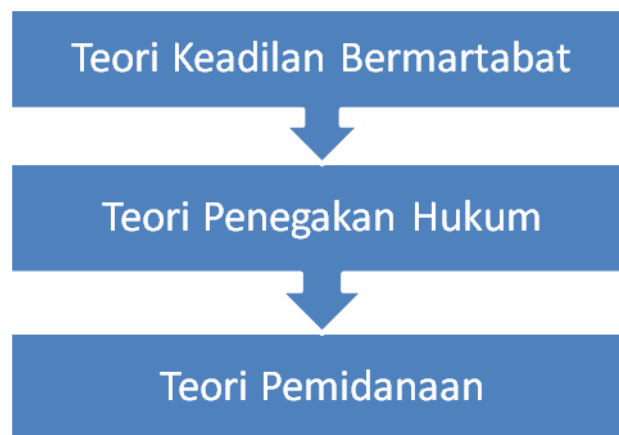 Teori Keadilan Bermartabat
Teori Penegakan Hukum
Teori Pemidanaan